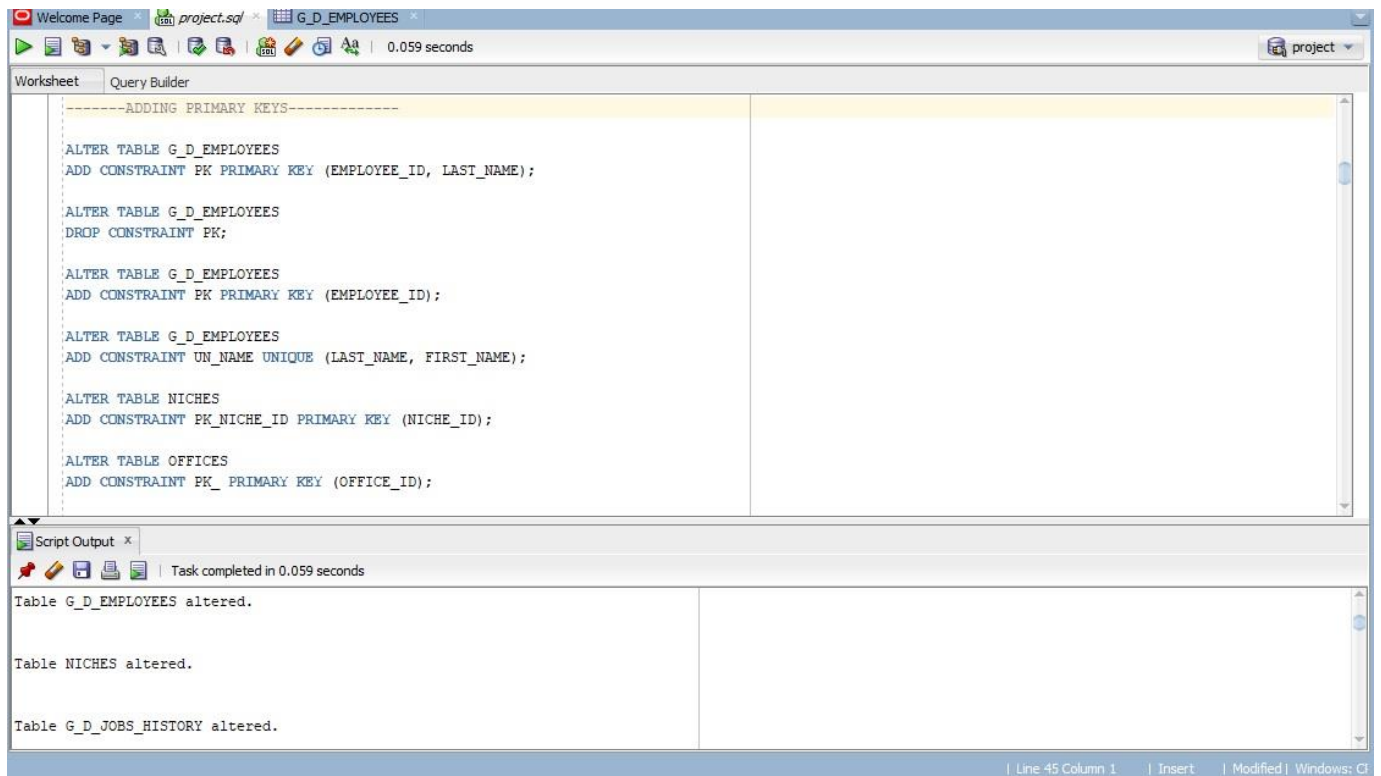 Welcome Page project.sql G_D_EMPLOYEES
0.059 seconds project
Worksheet Query Builder
-------ADDING PRIMARY KEYS-------------
ALTER TABLE G_D_EMPLOYEES
ADD CONSTRAINT PK PRIMARY KEY (EMPLOYEE_ID, LAST_NAME);
ALTER TABLE G_D_EMPLOYEES
DROP CONSTRAINT PK;
ALTER TABLE G_D_EMPLOYEES
ADD CONSTRAINT PK PRIMARY KEY (EMPLOYEE_ID);
ALTER TABLE G_D_EMPLOYEES
ADD CONSTRAINT UN_NAME UNIQUE (LAST_NAME, FIRST_NAME);
ALTER TABLE NICHES
ADD CONSTRAINT PK_NICHE_ID PRIMARY KEY (NICHE_ID);
ALTER TABLE OFFICES
ADD CONSTRAINT PK_ PRIMARY KEY (OFFICE_ID);
Script Output x
Task completed in 0.059 seconds
Table G_D_EMPLOYEES altered.
Table NICHES altered.
Table G_D_JOBS_HISTORY altered.
| Line 45 Column 1 | Insert | Modified | Windows: CF